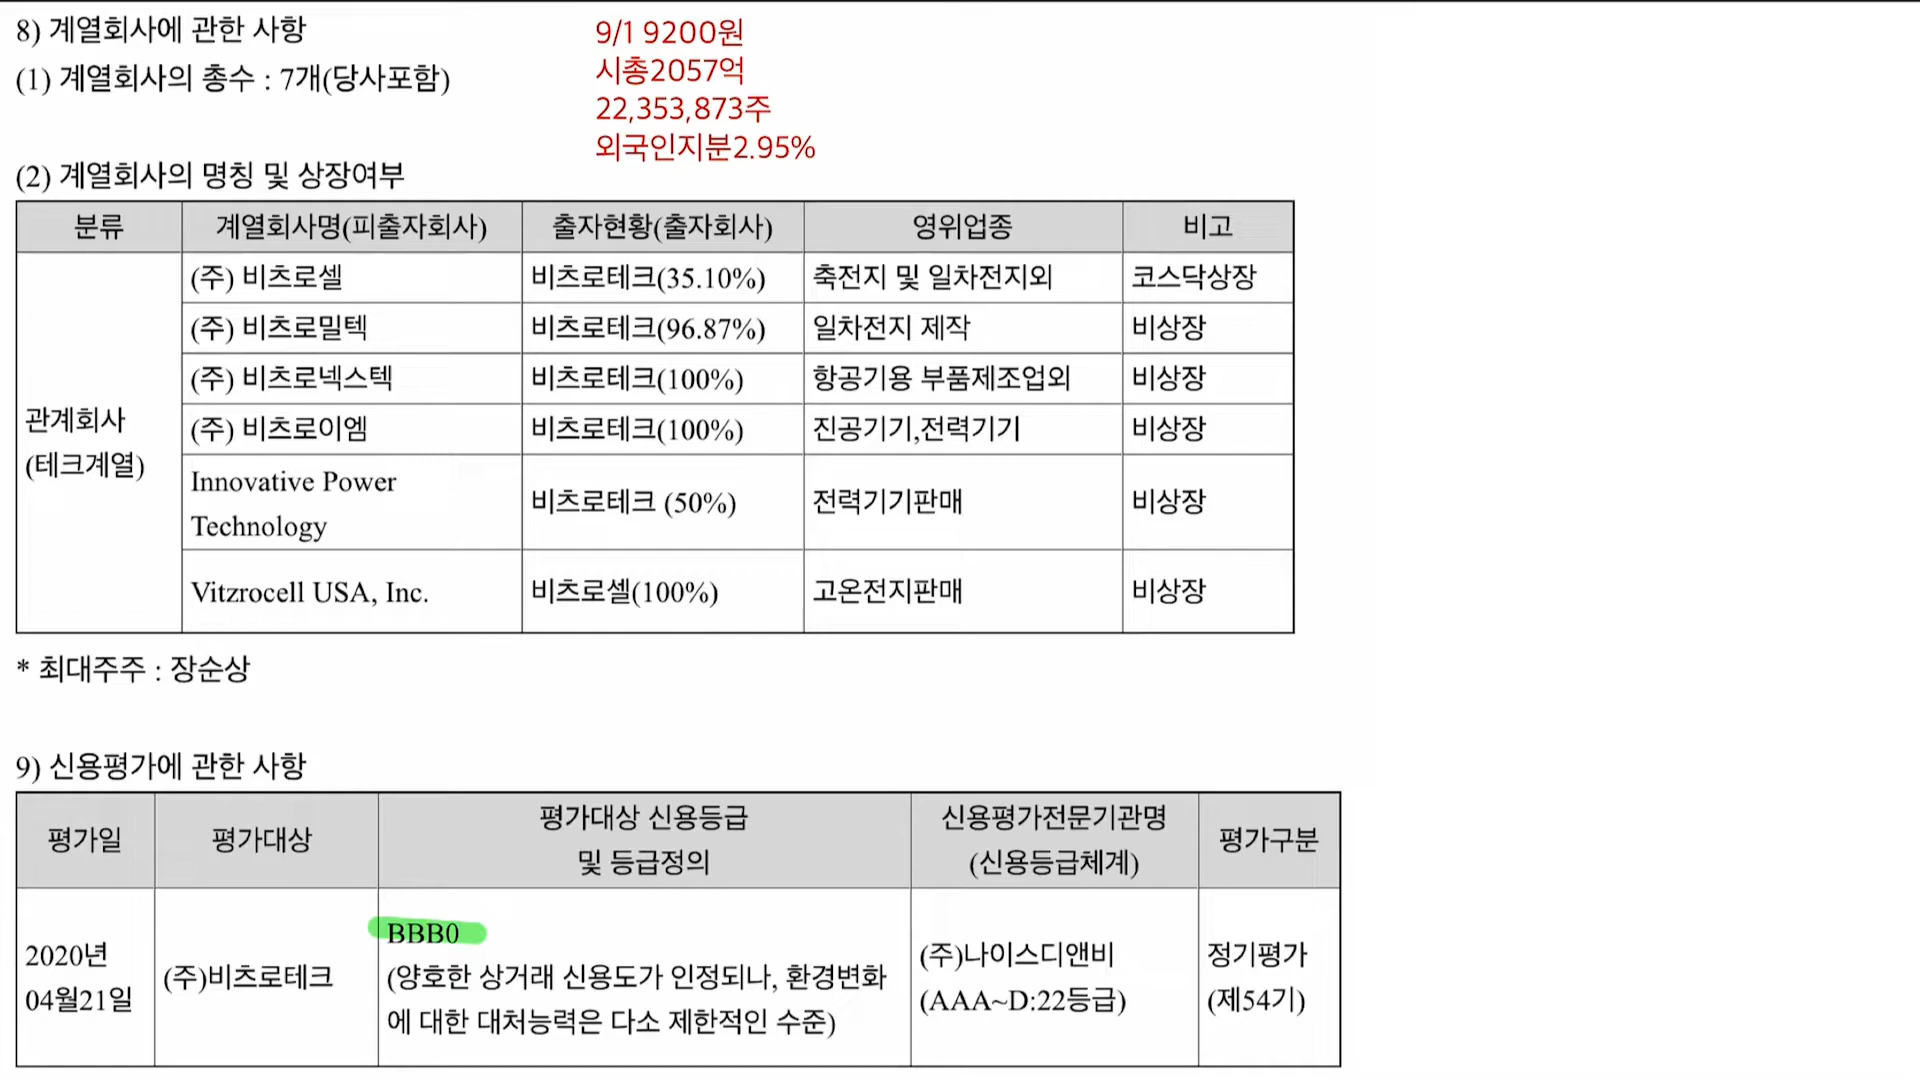 8) 계열회사에 관한 사항
(1) 계열회사의 총수 : 7개(당사포함)
9/1 9200원
시총2057억
22,353,873주
외국인지분2.95%
(2) 계열회사의 명칭 및 상장여부
분류 계열회사명(피출자회사) 출자현황(출자회사) 영위업종 비고
관계회사
(테크계열)
(주) 비츠로셀 비츠로테크(35.10%) 축전지 및 일차전지외 코스닥상장
(주) 비츠로밀텍 비츠로테크(96.87%) 일차전지 제작 비상장
(주) 비츠로넥스텍 비츠로테크(100%) 항공기용 부품제조업외 비상장
(주) 비츠로이엠 비츠로테크(100%) 진공기기,전력기기 비상장
Innovative Power
Technology
비츠로테크 (50%) 전력기기판매 비상장
Vitzrocell USA, Inc. 비츠로셀(100%) 고온전지판매 비상장
* 최대주주 : 장순상
9) 신용평가에 관한 사항
평가일 평가대상
평가대상 신용등급
및 등급정의
신용평가전문기관명
(신용등급체계)
평가구분
2020년
04월21일
(주)비츠로테크
BBB0
(양호한 상거래 신용도가 인정되나, 환경변화
에 대한 대처능력은 다소 제한적인 수준)
(주)나이스디앤비
(AAA~D:22등급)
정기평가
(제54기)